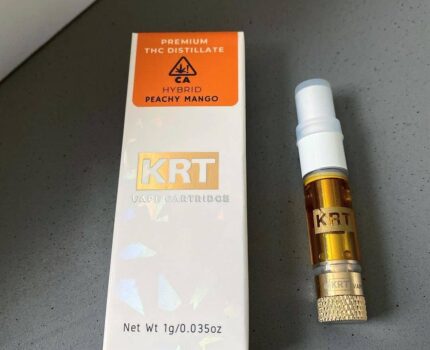 PREMIUM
THC DISTILLATE
CA
HYBRID
PEACHY MANGO
KRT
VAPE CARTRIDGE
Net Wt 1g/0.035oz
KRT
KRT